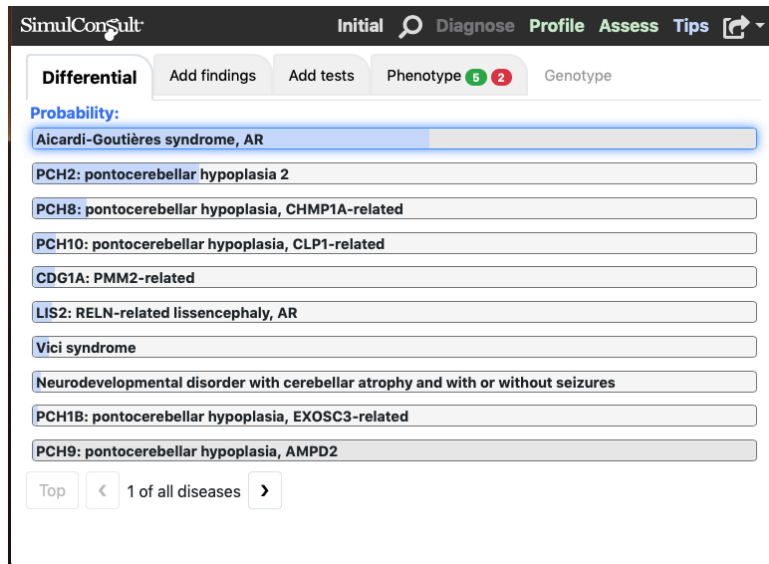 SimulConsult Initial Diagnose Profile Assess Tips
Differential Add findings Add tests Phenotype 5 2 Genotype
Probability:
Aicardi-Goutières syndrome, AR
PCH2: pontocerebellar hypoplasia 2
PCH8: pontocerebellar hypoplasia, CHMP1A-related
PCH10: pontocerebellar hypoplasia, CLP1-related
CDG1A: PMM2-related
LIS2: RELN-related lissencephaly, AR
Vici syndrome
Neurodevelopmental disorder with cerebellar atrophy and with or without seizures
PCH1B: pontocerebellar hypoplasia, EXOSC3-related
PCH9: pontocerebellar hypoplasia, AMPD2
Top 1 of all diseases